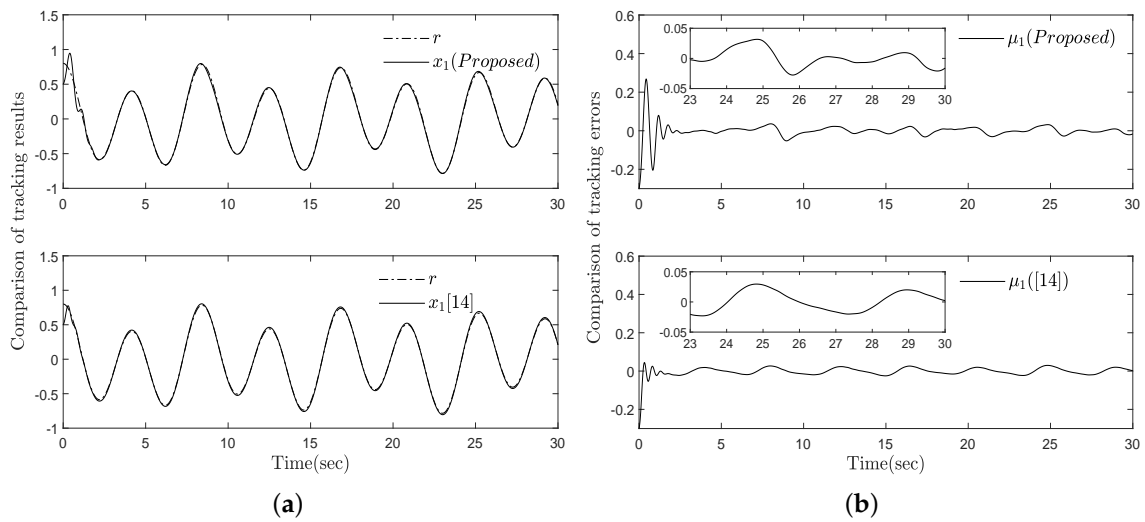 Comparison of tracking results
1.5
1
0.5
0
-0.5
-1
0 5 10 15 20 25 30
r
x₁(Proposed)
1.5
1
0.5
0
-0.5
-1
0 5 10 15 20 25 30
r
x₁[14]
Time(sec)
(a)
Comparison of tracking errors
0.6
0.4
0.2
0
-0.2
0 5 10 15 20 25 30
0.05
0
-0.05
23 24 25 26 27 28 29 30
μ₁(Proposed)
0.6
0.4
0.2
0
-0.2
0 5 10 15 20 25 30
0.05
0
-0.05
23 24 25 26 27 28 29 30
μ₁([14])
Time(sec)
(b)